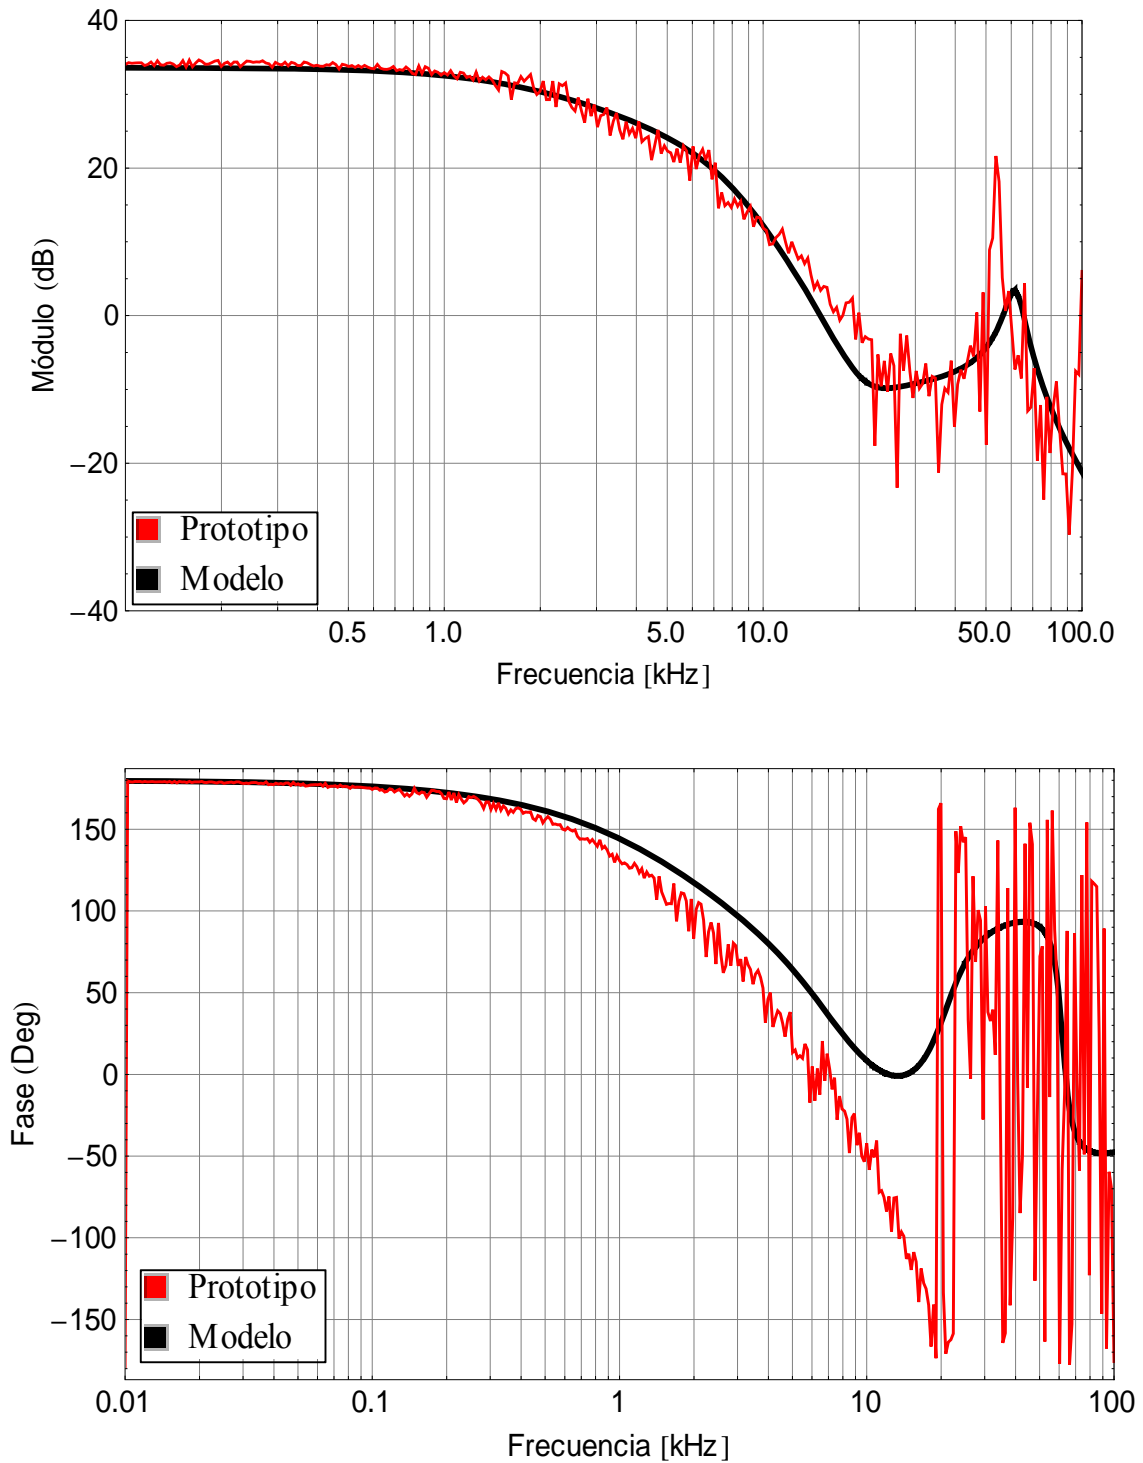 40
20
0
−20
−40
Módulo (dB)
Prototipo
Modelo
0.5 1.0 5.0 10.0 50.0 100.0
Frecuencia [kHz]
150
100
50
0
−50
−100
−150
Fase (Deg)
Prototipo
Modelo
0.01 0.1 1 10 100
Frecuencia [kHz]